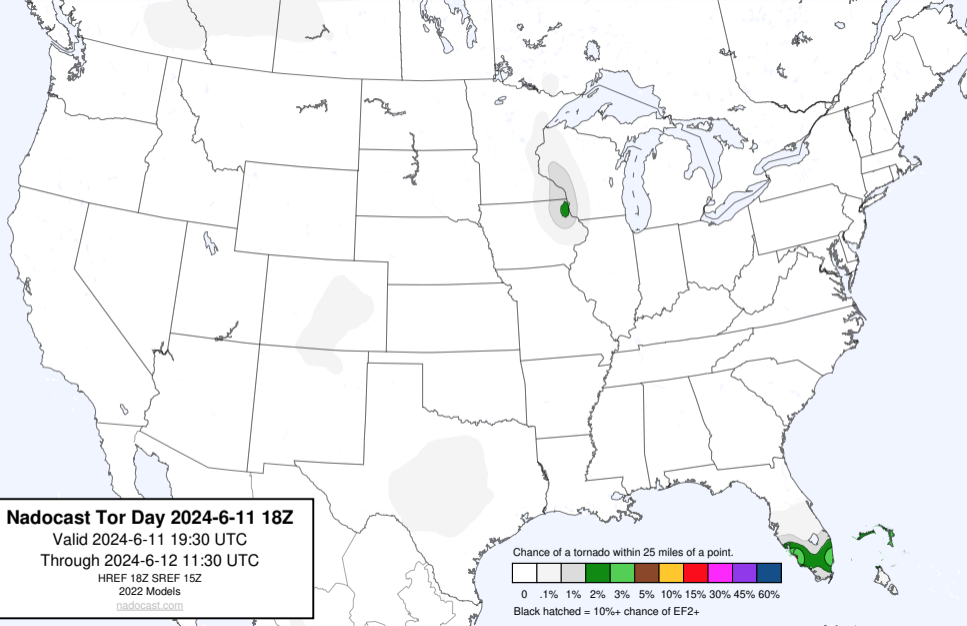 Nadocast Tor Day 2024-6-11 18Z
Valid 2024-6-11 19:30 UTC
Through 2024-6-12 11:30 UTC
HREF 18Z SREF 15Z
2022 Models
nadocast.com
Chance of a tornado within 25 miles of a point.
0 .1% 1% 2% 3% 5% 10% 15% 30% 45% 60%
Black hatched = 10%+ chance of EF2+